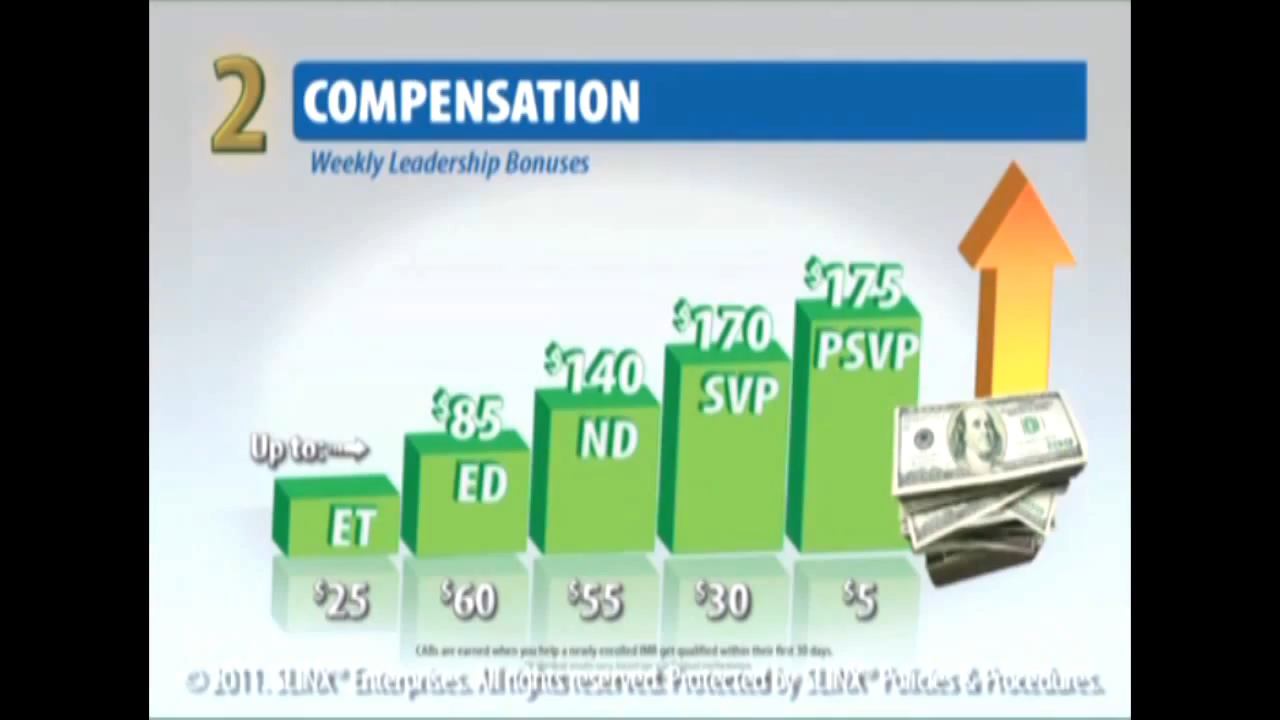 2 COMPENSATION
Weekly Leadership Bonuses
$175
$170 PSVP
$140 SVP
$85 ND
Up to: ED
ET
$25 $60 $55 $30 $5
CABs are earned when you help a newly enrolled IMR get qualified within their first 30 days.
© 2011. SLINX® Enterprises. All rights reserved. Protected by SLINX® Policies & Procedures.